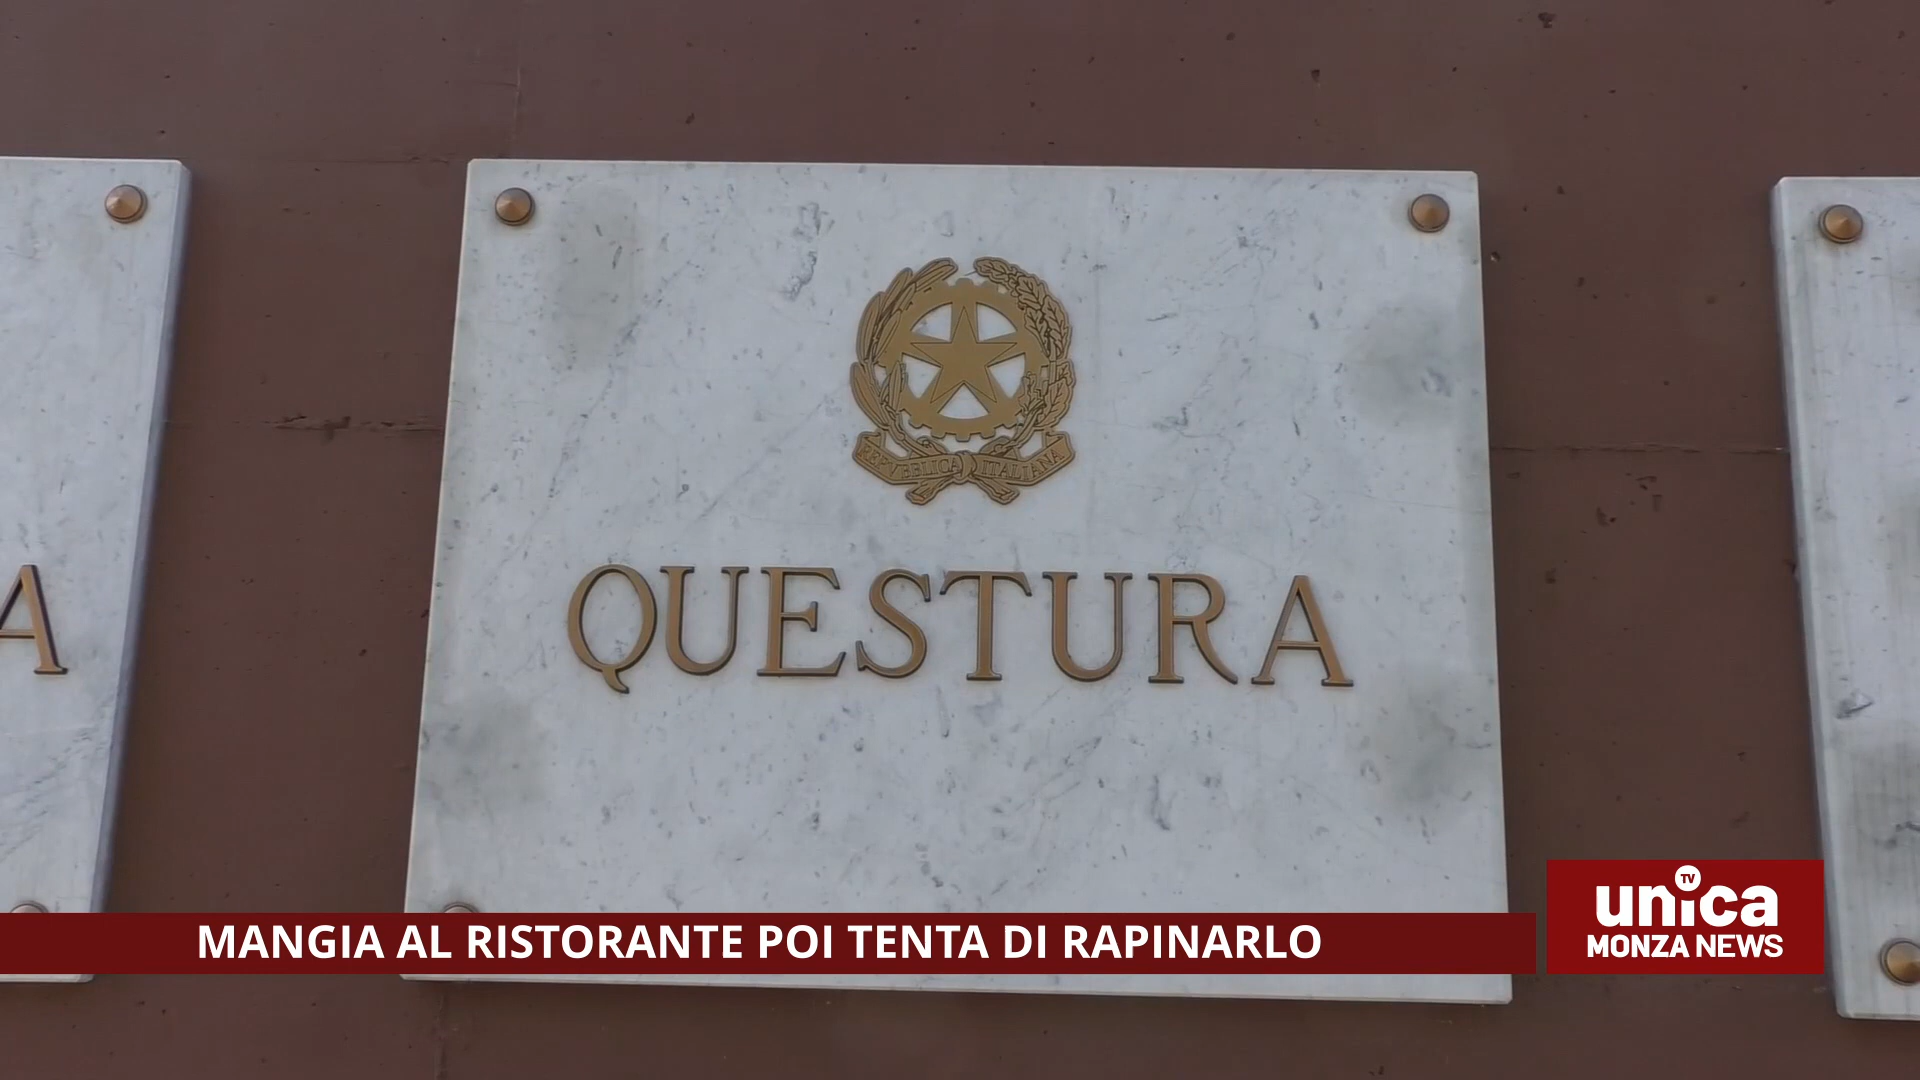 REPVBBLICA ITALIANA
A
QUESTURA
MANGIA AL RISTORANTE POI TENTA DI RAPINARLO
TV
unica
MONZA NEWS